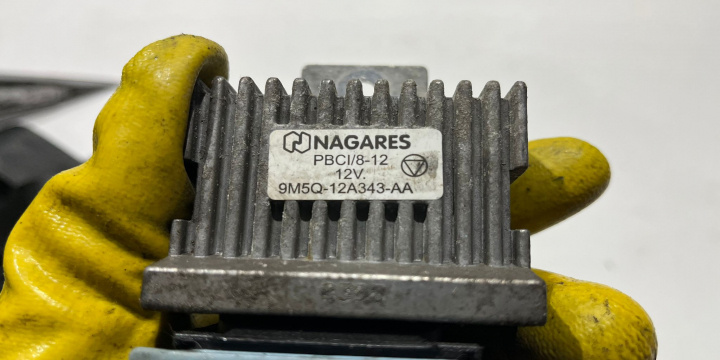 NAGARES
PBCI/8-12
12V.
9M5Q-12A343-AA